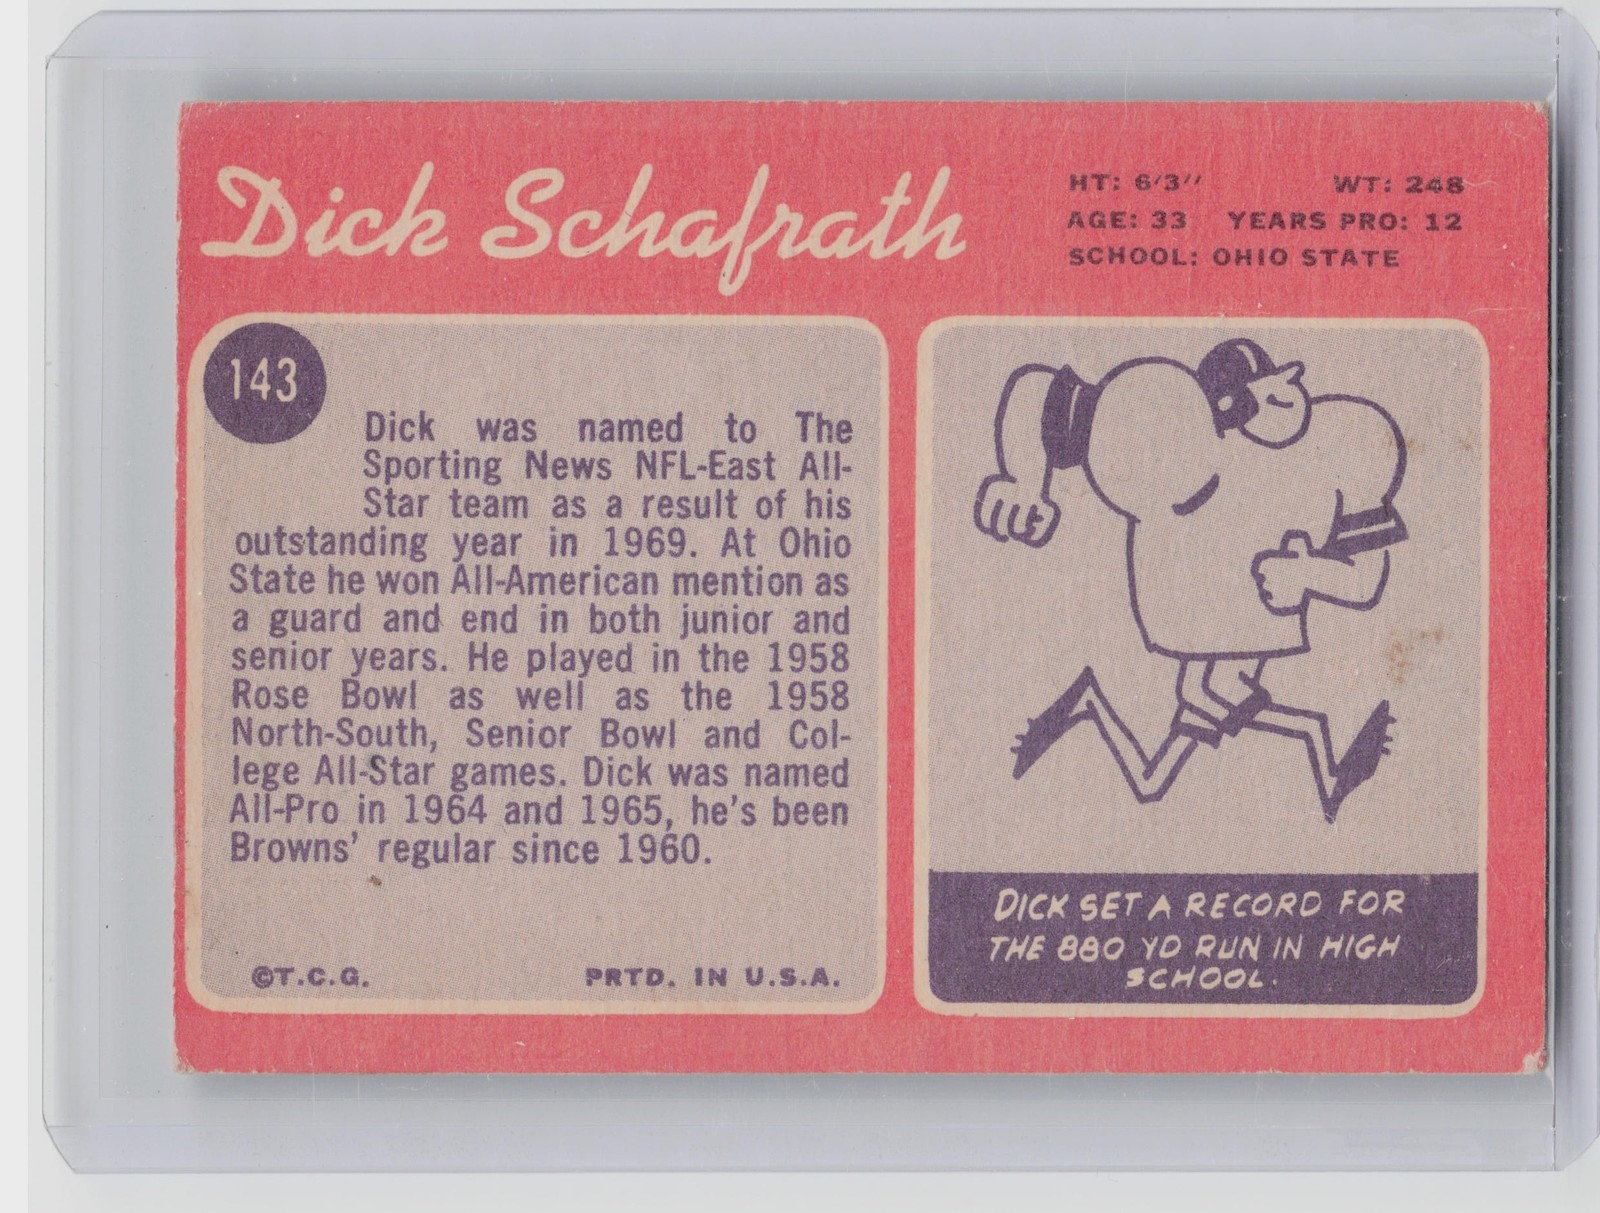 Dick Schafrath
HT: 6'3" WT: 248
AGE: 33 YEARS PRO: 12
SCHOOL: OHIO STATE
143
Dick was named to The
Sporting News NFL-East All-
Star team as a result of his
outstanding year in 1969. At Ohio
State he won All-American mention as
a guard and end in both junior and
senior years. He played in the 1958
Rose Bowl as well as the 1958
North-South, Senior Bowl and Col-
lege All-Star games. Dick was named
All-Pro in 1964 and 1965, he's been
Browns' regular since 1960.
©T.C.G. PRTD. IN U.S.A.
DICK SET A RECORD FOR
THE 880 YD RUN IN HIGH
SCHOOL.